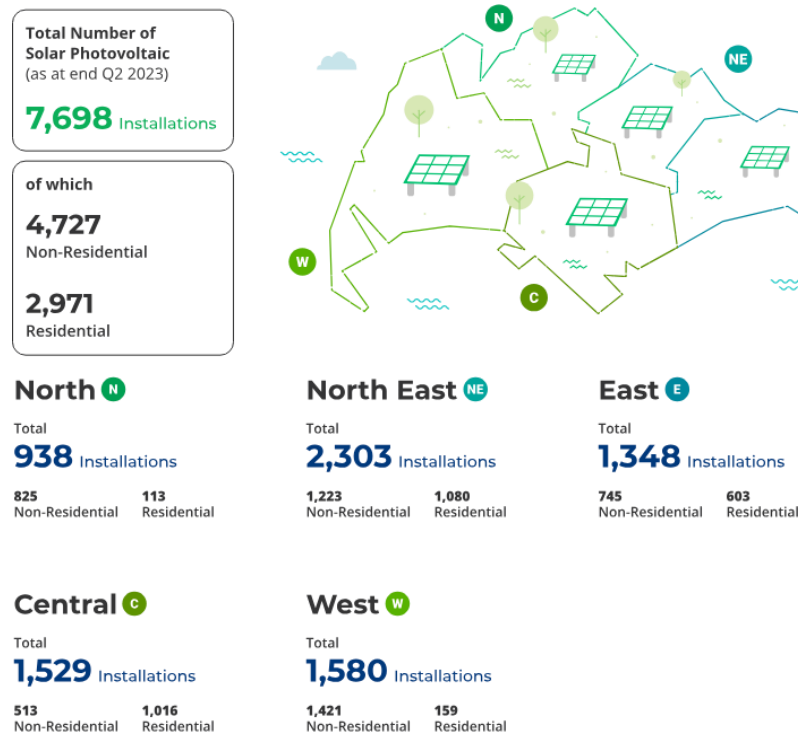 Total Number of
Solar Photovoltaic
(as at end Q2 2023)
7,698 Installations
of which
4,727
Non-Residential
2,971
Residential
N
NE
W
C
North N
Total
938 Installations
825 113
Non-Residential Residential
North East NE
Total
2,303 Installations
1,223 1,080
Non-Residential Residential
East E
Total
1,348 Installations
745 603
Non-Residential Residential
Central C
Total
1,529 Installations
513 1,016
Non-Residential Residential
West W
Total
1,580 Installations
1,421 159
Non-Residential Residential